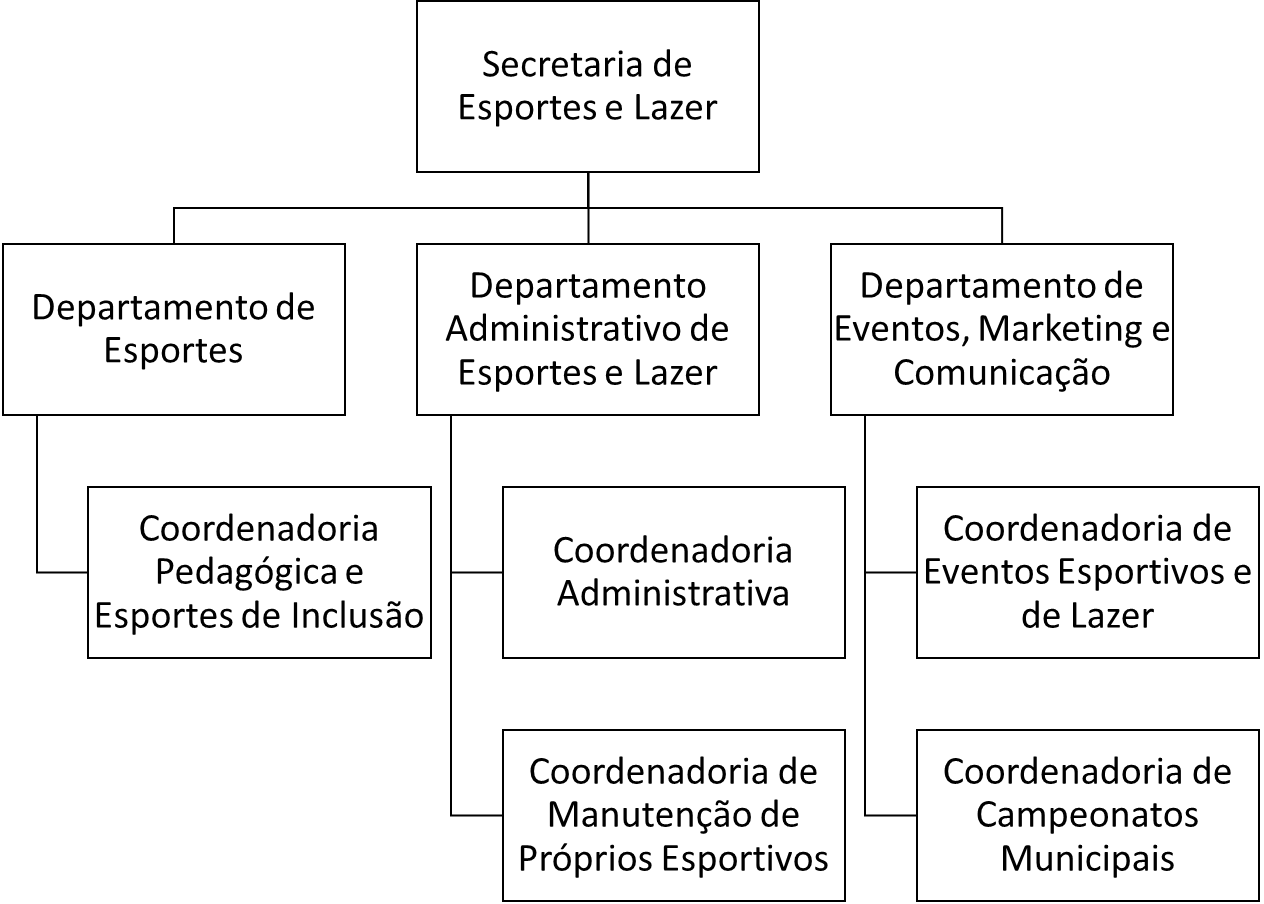 Secretaria de
Esportes e Lazer
Departamento de
Esportes
Departamento
Administrativo de
Esportes e Lazer
Departamento de
Eventos, Marketing e
Comunicação
Coordenadoria
Pedagógica e
Esportes de Inclusão
Coordenadoria
Administrativa
Coordenadoria de
Eventos Esportivos e
de Lazer
Coordenadoria de
Manutenção de
Próprios Esportivos
Coordenadoria de
Campeonatos
Municipais